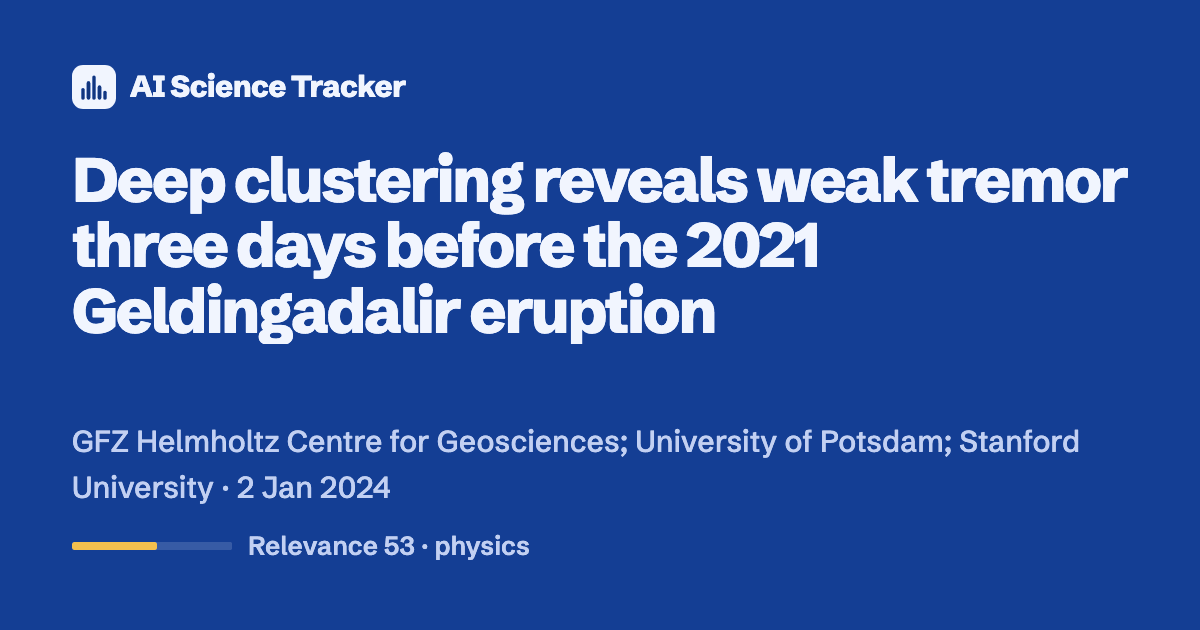 AI Science Tracker
Deep clustering reveals weak tremor
three days before the 2021
Geldingadalir eruption
GFZ Helmholtz Centre for Geosciences; University of Potsdam; Stanford
University · 2 Jan 2024
Relevance 53 · physics